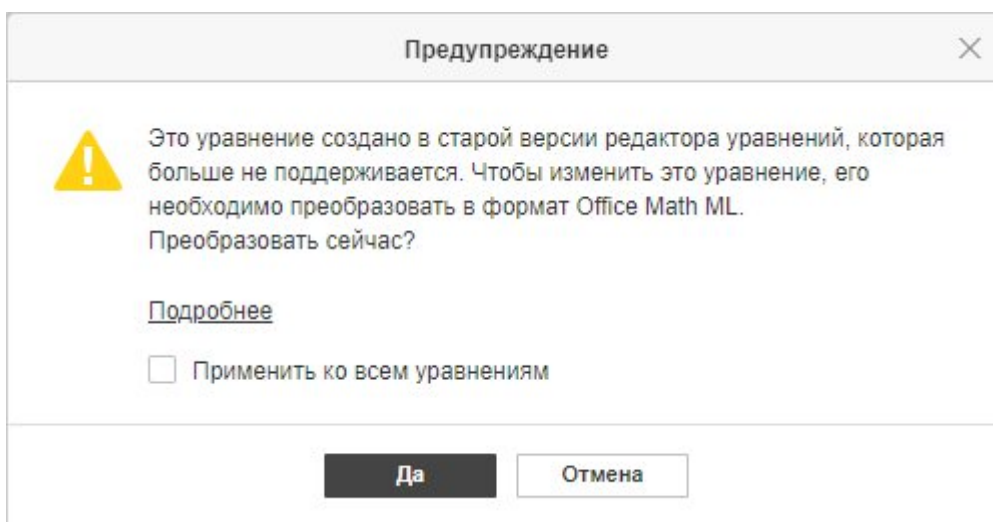 Предупреждение
Это уравнение создано в старой версии редактора уравнений, которая
больше не поддерживается. Чтобы изменить это уравнение, его
необходимо преобразовать в формат Office Math ML.
Преобразовать сейчас?
Подробнее
Применить ко всем уравнениям
Да
Отмена